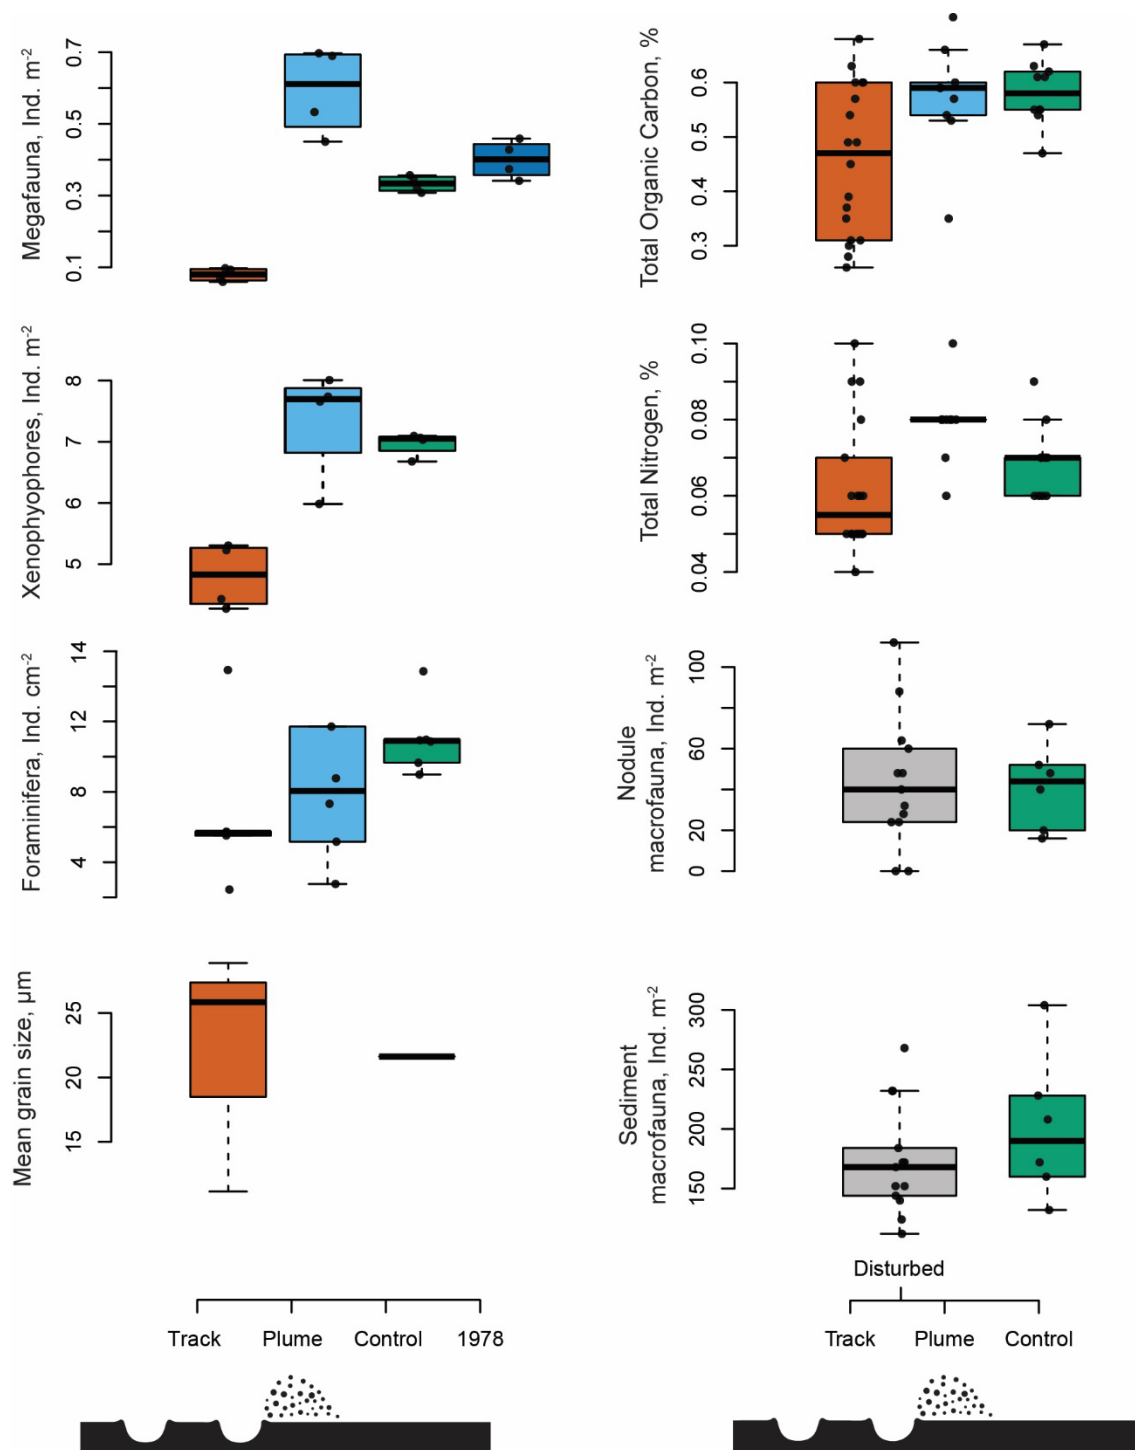 Megafauna, Ind. m⁻²
0.7
0.5
0.3
0.1
Total Organic Carbon, %
0.6
0.5
0.4
0.3
Xenophyophores, Ind. m⁻²
8
7
6
5
Total Nitrogen, %
0.10
0.08
0.06
0.04
Foraminifera, Ind. cm⁻²
14
12
8
4
Nodule
macrofauna, Ind. m⁻²
100
60
20
0
Mean grain size, µm
25
20
15
Sediment
macrofauna, Ind. m⁻²
300
250
200
150
Disturbed
Track Plume Control 1978
Track Plume Control